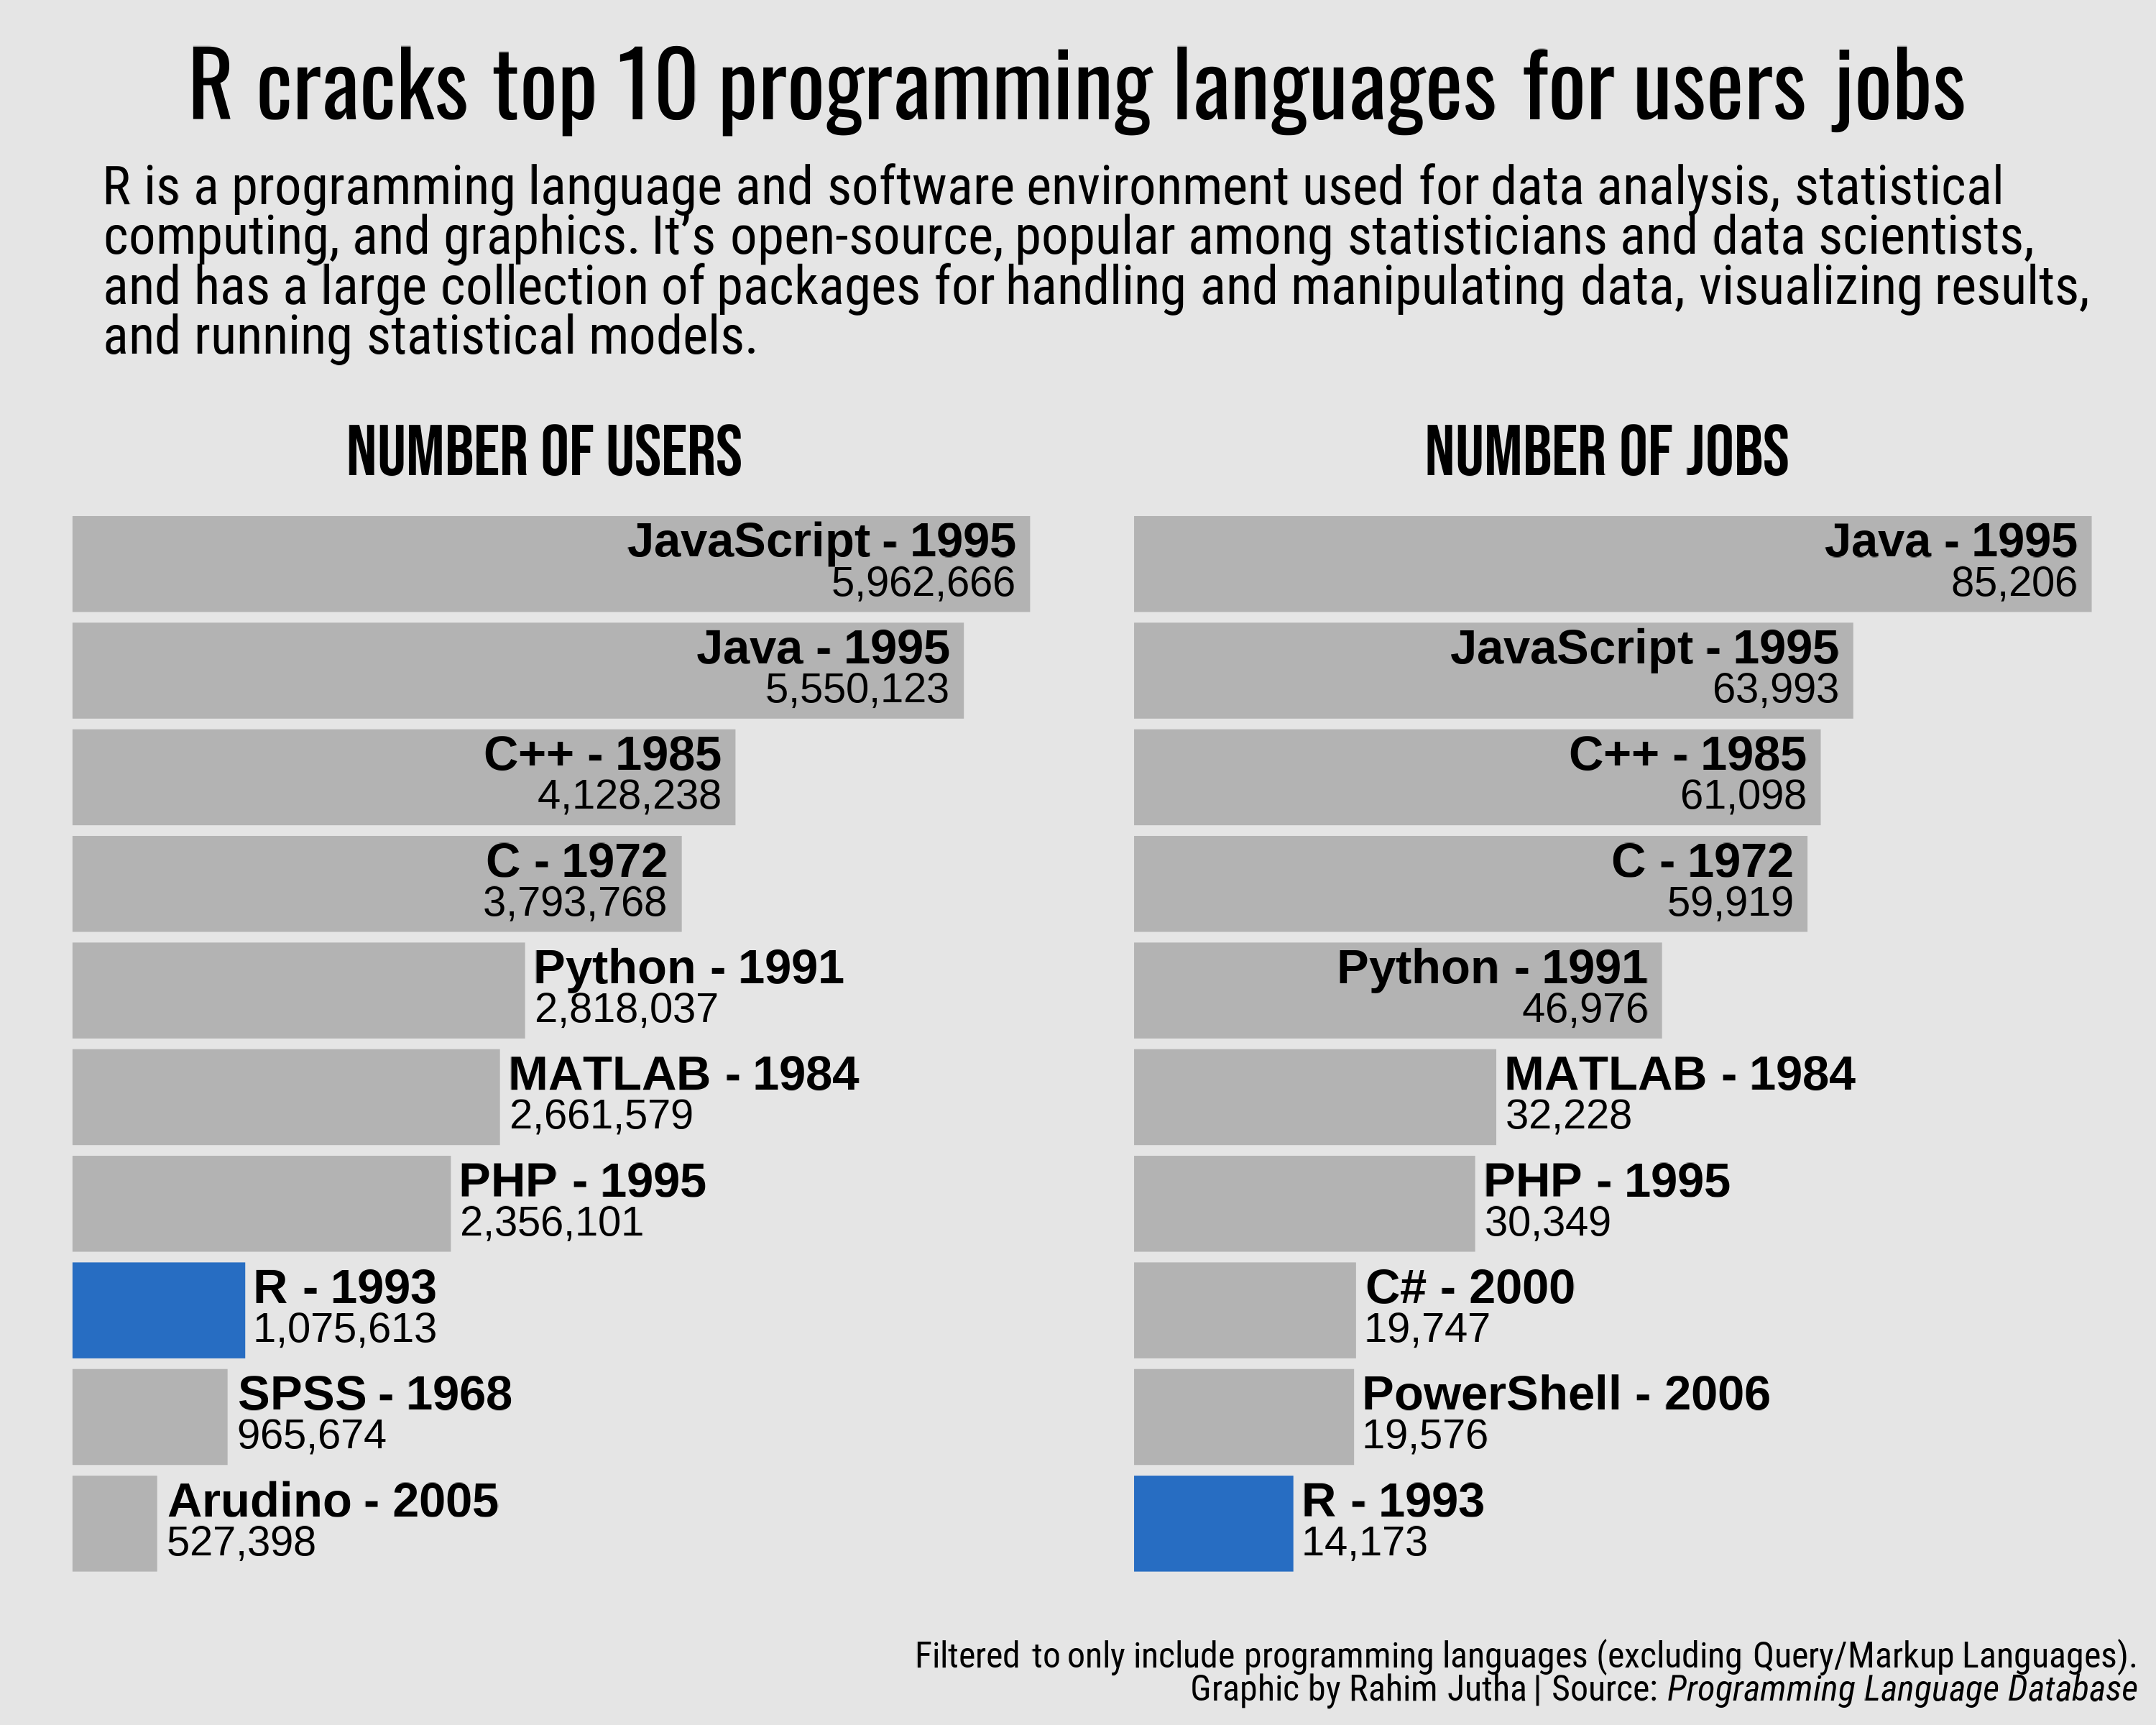 R cracks top 10 programming languages for users jobs
R is a programming language and software environment used for data analysis, statistical
computing, and graphics. It's open-source, popular among statisticians and data scientists,
and has a large collection of packages for handling and manipulating data, visualizing results,
and running statistical models.
NUMBER OF USERS
JavaScript - 1995
5,962,666
Java - 1995
5,550,123
C++ - 1985
4,128,238
C - 1972
3,793,768
Python - 1991
2,818,037
MATLAB - 1984
2,661,579
PHP - 1995
2,356,101
R - 1993
1,075,613
SPSS - 1968
965,674
Arudino - 2005
527,398
NUMBER OF JOBS
Java - 1995
85,206
JavaScript - 1995
63,993
C++ - 1985
61,098
C - 1972
59,919
Python - 1991
46,976
MATLAB - 1984
32,228
PHP - 1995
30,349
C# - 2000
19,747
PowerShell - 2006
19,576
R - 1993
14,173
Filtered to only include programming languages (excluding Query/Markup Languages).
Graphic by Rahim Jutha | Source: Programming Language Database